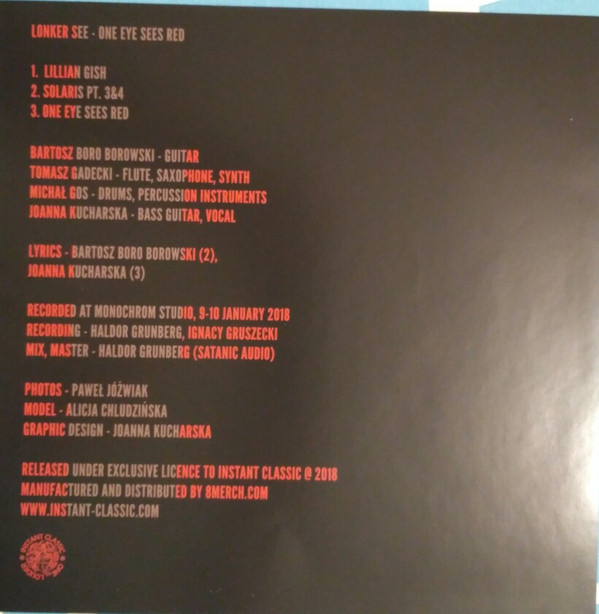 LONKER SEE - ONE EYE SEES RED
1. LILLIAN GISH
2. SOLARIS PT. 3&4
3. ONE EYE SEES RED
BARTOSZ BORO BOROWSKI - GUITAR
TOMASZ GADECKI - FLUTE, SAXOPHONE, SYNTH
MICHAŁ GOS - DRUMS, PERCUSSION INSTRUMENTS
JOANNA KUCHARSKA - BASS GUITAR, VOCAL
LYRICS - BARTOSZ BORO BOROWSKI (2),
JOANNA KUCHARSKA (3)
RECORDED AT MONOCHROM STUDIO, 9-10 JANUARY 2018
RECORDING - HALDOR GRUNBERG, IGNACY GRUSZECKI
MIX, MASTER - HALDOR GRUNBERG (SATANIC AUDIO)
PHOTOS - PAWEŁ JÓŹWIAK
MODEL - ALICJA CHLUDZIŃSKA
GRAPHIC DESIGN - JOANNA KUCHARSKA
RELEASED UNDER EXCLUSIVE LICENCE TO INSTANT CLASSIC @ 2018
MANUFACTURED AND DISTRIBUTED BY 8MERCH.COM
WWW.INSTANT-CLASSIC.COM
INSTANT CLASSIC